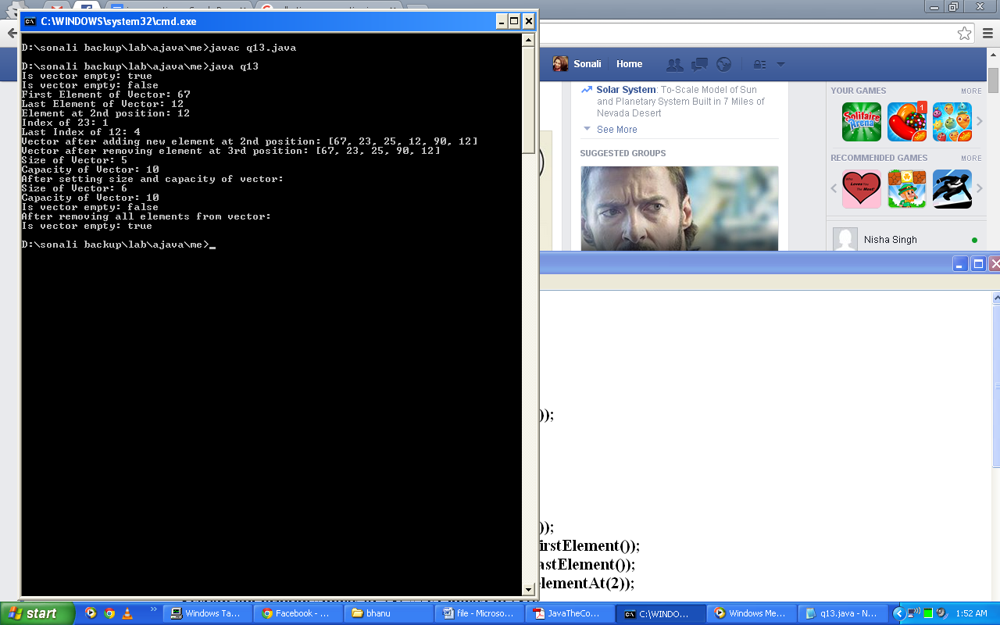 C:\WINDOWS\system32\cmd.exe
D:\sonali backup\lab\ajava\me>javac q13.java
D:\sonali backup\lab\ajava\me>java q13
Is vector empty: true
Is vector empty: false
First Element of Vector: 67
Last Element of Vector: 12
Element at 2nd position: 12
Index of 23: 1
Last Index of 12: 4
Vector after adding new element at 2nd position: [67, 23, 25, 12, 90, 12]
Vector after removing element at 3rd position: [67, 23, 25, 90, 12]
Size of Vector: 5
Capacity of Vector: 10
After setting size and capacity of vector:
Size of Vector: 6
Capacity of Vector: 10
Is vector empty: false
After removing all elements from vector:
Is vector empty: true
D:\sonali backup\lab\ajava\me>_
Sonali Home
Solar System: To-Scale Model of Sun
and Planetary System Built in 7 Miles of
Nevada Desert
See More
SUGGESTED GROUPS
YOUR GAMES MORE
Solitaire
Arena
1
RECOMMENDED GAMES MORE
Nisha Singh
));
));
irstElement());
astElement());
elementAt(2));
start
Windows Ta...
Facebook - ...
bhanu
file - Microso...
JavaTheCo...
C:\WINDO...
Windows Me...
q13.java - N...
1:52 AM